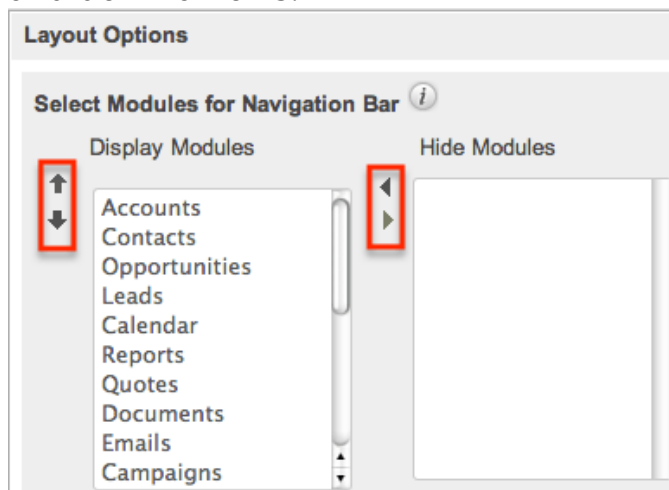 Layout Options
Select Modules for Navigation Bar i
Display Modules
Hide Modules
Accounts
Contacts
Opportunities
Leads
Calendar
Reports
Quotes
Documents
Emails
Campaigns